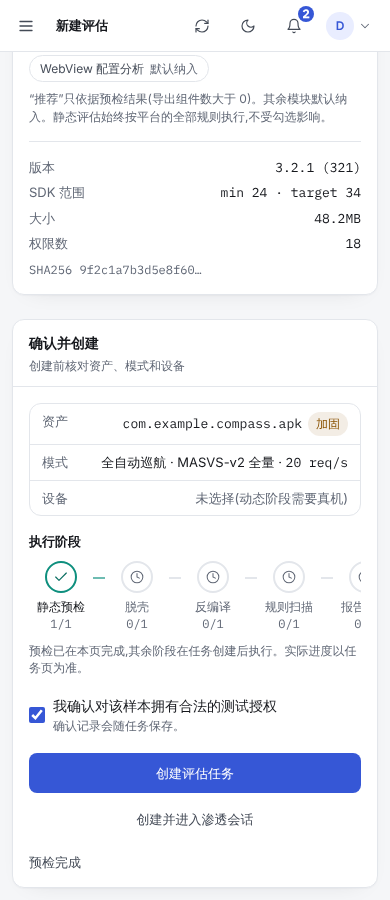 新建评估
2
D
WebView 配置分析 默认纳入
“推荐”只依据预检结果(导出组件数大于 0)。其余模块默认纳
入。静态评估始终按平台的全部规则执行,不受勾选影响。
版本 3.2.1 (321)
SDK 范围 min 24 · target 34
大小 48.2MB
权限数 18
SHA256 9f2c1a7b3d5e8f60…
确认并创建
创建前核对资产、模式和设备
资产 com.example.compass.apk 加固
模式 全自动巡航 · MASVS-v2 全量 · 20 req/s
设备 未选择(动态阶段需要真机)
执行阶段
静态预检 脱壳 反编译 规则扫描 报告
1/1 0/1 0/1 0/1 0
预检已在本页完成,其余阶段在任务创建后执行。实际进度以任
务页为准。
我确认对该样本拥有合法的测试授权
确认记录会随任务保存。
创建评估任务
创建并进入渗透会话
预检完成